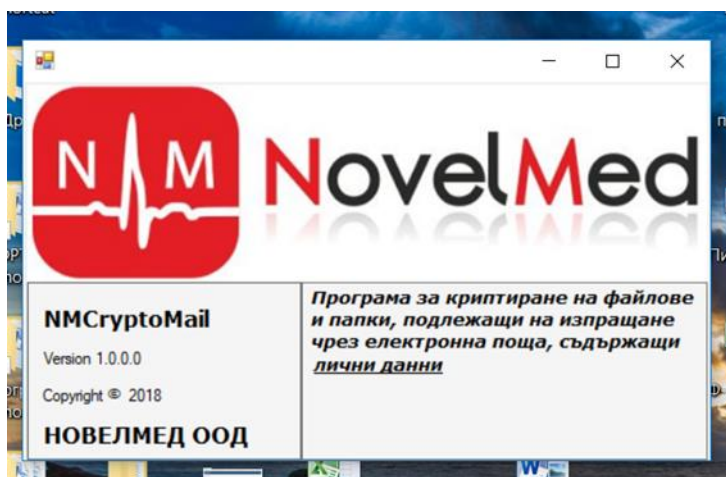 N M
NovelMed
NMCryptoMail
Version 1.0.0.0
Copyright © 2018
НОВЕЛМЕД ООД
Програма за криптиране на файлове
и папки, подлежащи на изпращане
чрез електронна поща, съдържащи
лични данни